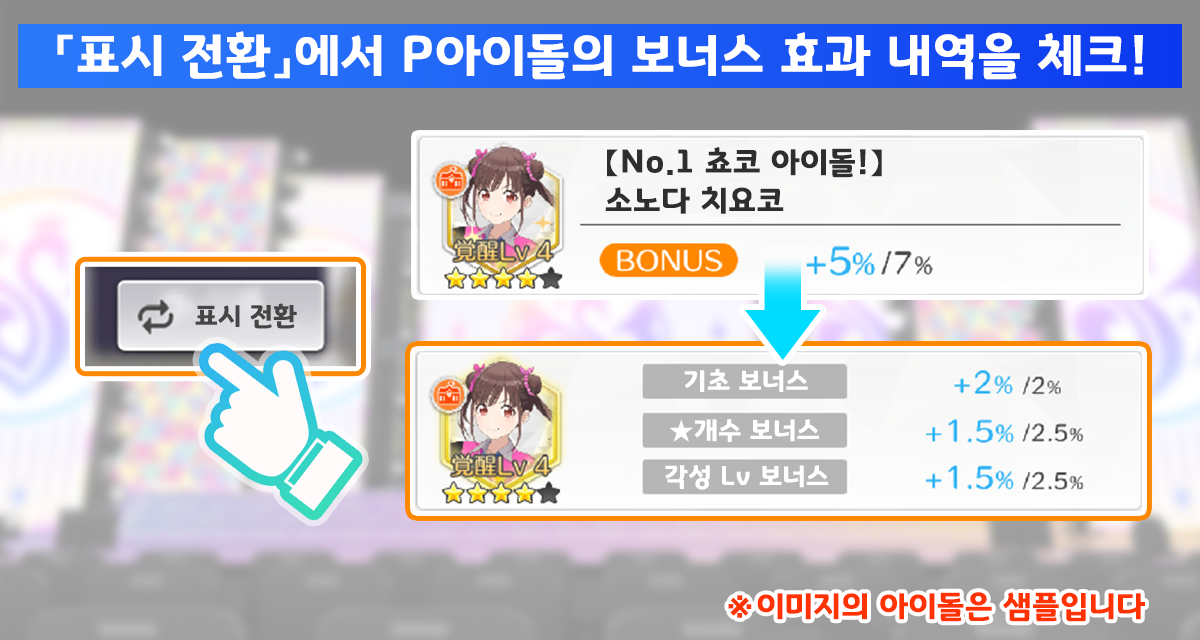 「표시 전환」에서 P아이돌의 보너스 효과 내역을 체크!
【No.1 쵸코 아이돌!】
소노다 치요코
覚醒Lv 4
BONUS +5%/7%
표시 전환
기초 보너스 +2% /2%
★개수 보너스 +1.5% /2.5%
각성 Lv 보너스 +1.5% /2.5%
覚醒Lv 4
※이미지의 아이돌은 샘플입니다